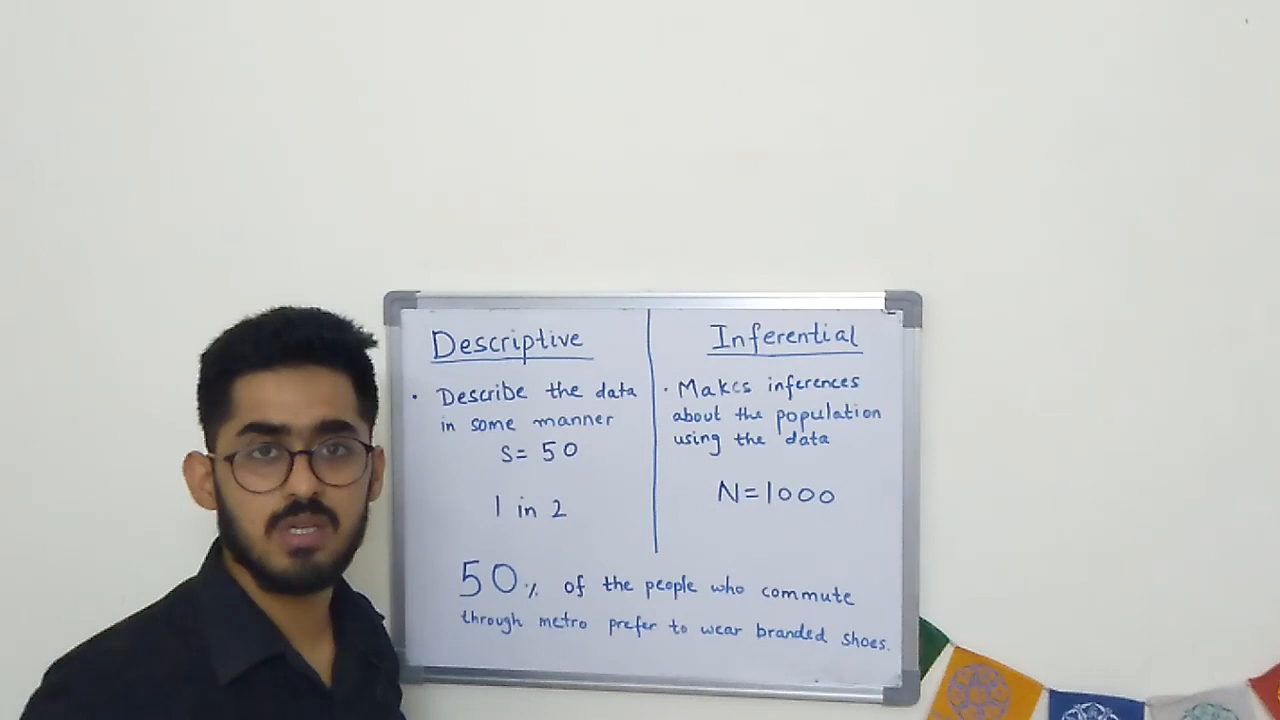 Descriptive
• Describe the data
in some manner
S = 50
1 in 2
Inferential
• Makes inferences
about the population
using the data
N = 1000
50% of the people who commute
through metro prefer to wear branded shoes.